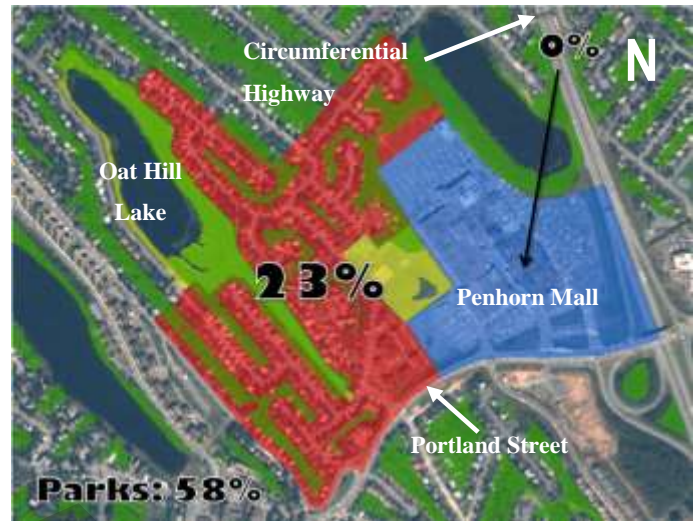 Circumferential
Highway
0%
N
Oat Hill
Lake
23%
Penhorn Mall
Portland Street
Parks: 58%